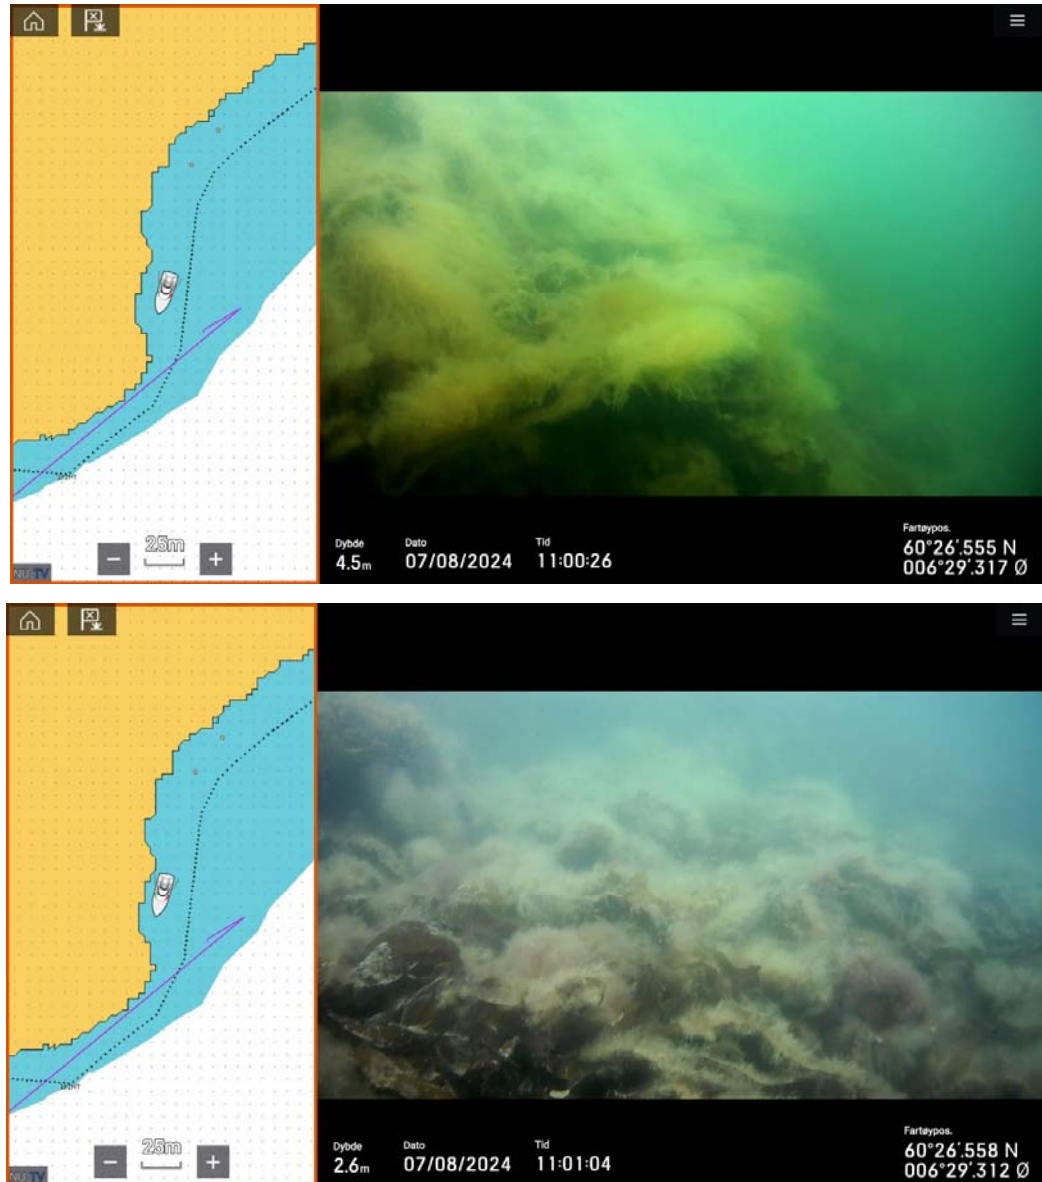 25m
Dybde
4.5m
Dato
07/08/2024
Tid
11:00:26
Fartøypos.
60°26'.555 N
006°29'.317 Ø
25m
Dybde
2.6m
Dato
07/08/2024
Tid
11:01:04
Fartøypos.
60°26'.558 N
006°29'.312 Ø